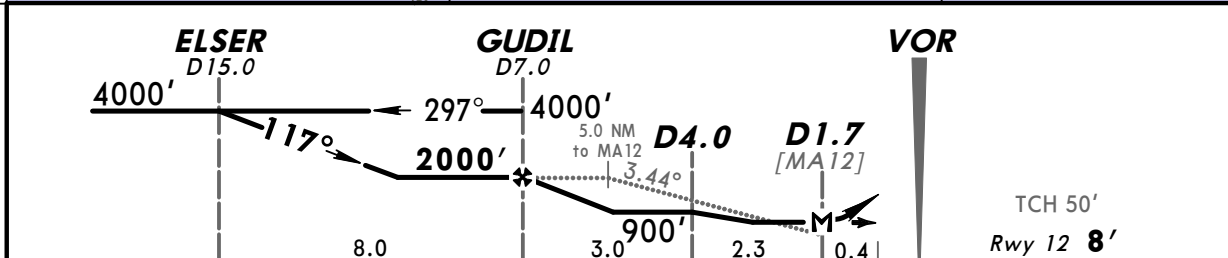 ELSER GUDIL VOR
D15.0 D7.0
4000′ 297° 4000′
5.0 NM
to MA12
D4.0 D1.7
[MA12]
117°
2000′ 3.44°
M
TCH 50′
900′
8.0 3.0 2.3 0.4
Rwy 12 8′